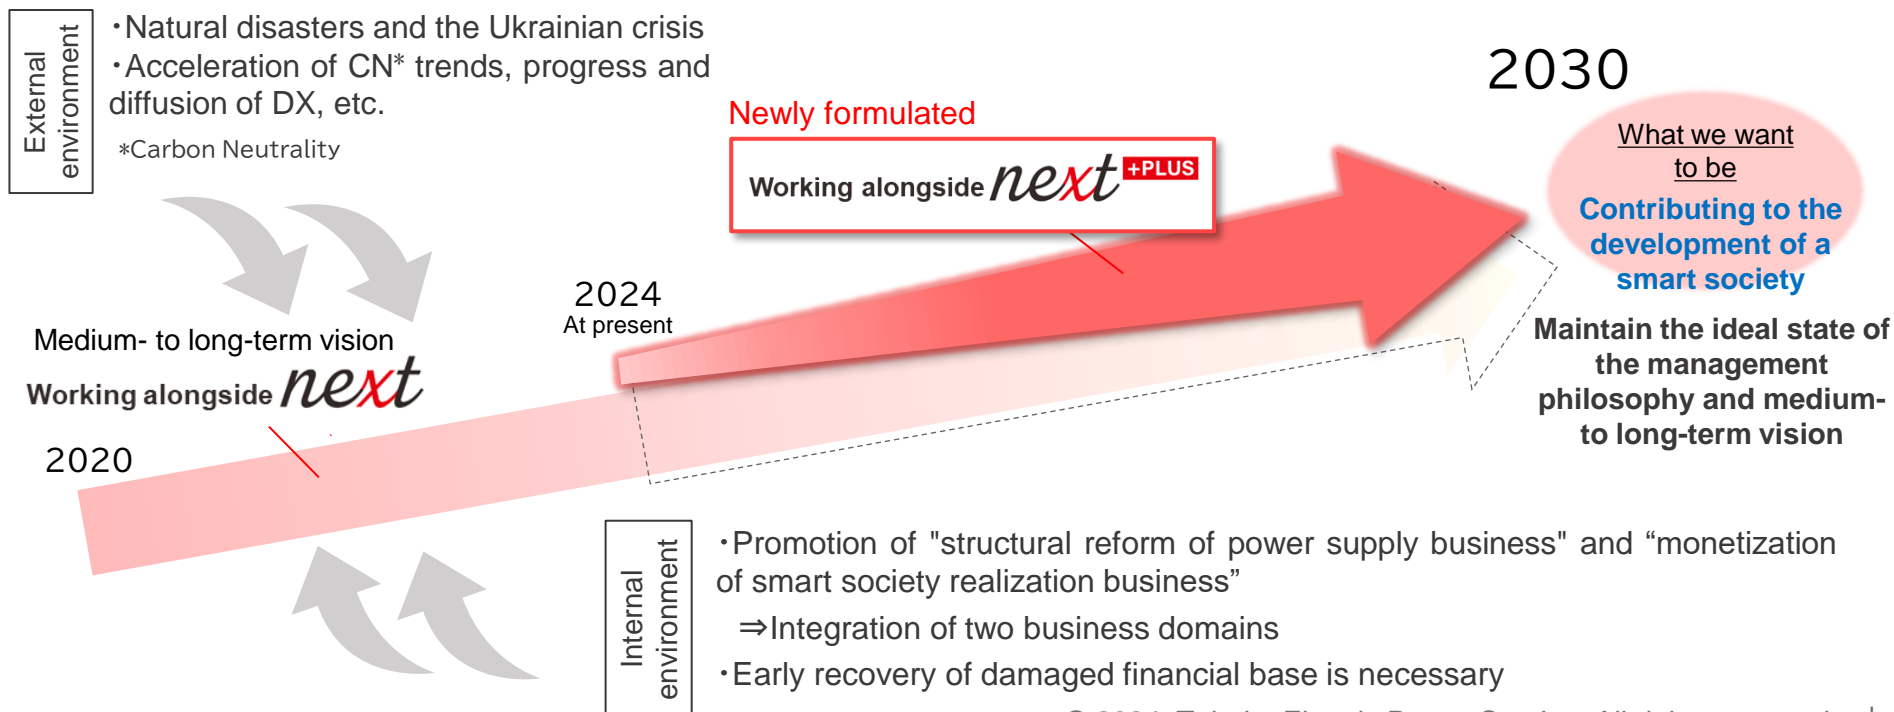 External
environment
・Natural disasters and the Ukrainian crisis
・Acceleration of CN* trends, progress and
diffusion of DX, etc.
*Carbon Neutrality
2030
What we want
to be
Contributing to the
development of a
smart society
Maintain the ideal state of
the management
philosophy and medium-
to long-term vision
Newly formulated
Working alongside next +PLUS
2024
At present
Medium- to long-term vision
Working alongside next
2020
Internal
environment
・Promotion of "structural reform of power supply business" and “monetization
of smart society realization business”
⇒Integration of two business domains
・Early recovery of damaged financial base is necessary